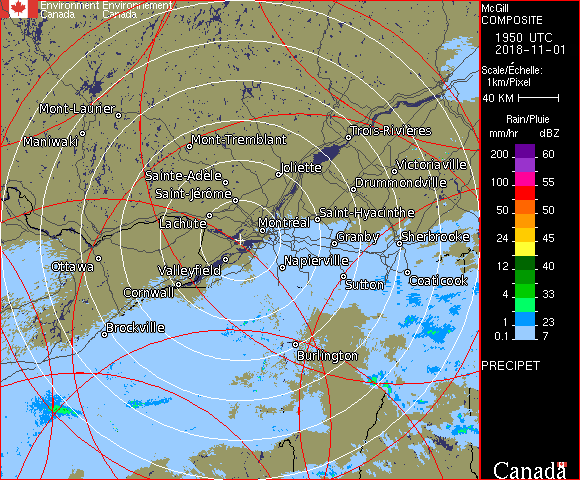 Environment Environnement
Canada Canada
McGill
COMPOSITE
1950 UTC
2018-11-01
Scale/Échelle:
1km/Pixel
40 KM
Rain/Pluie
mm/hr dBZ
200 60
100 55
50 50
24 45
12 40
4 33
1 23
0.1 7
PRECIPET
Mont-Laurier
Maniwaki
Mont-Tremblant
Trois-Rivières
Sainte-Adèle
Joliette
Victoriaville
Saint-Jérôme
Drummondville
Lachute
Montréal
Saint-Hyacinthe
Granby
Sherbrooke
Ottawa
Valleyfield
Napierville
Cornwall
Sutton
Coaticook
Brockville
Burlington
Canada